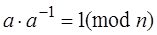 a · a⁻¹ = 1(mod n)